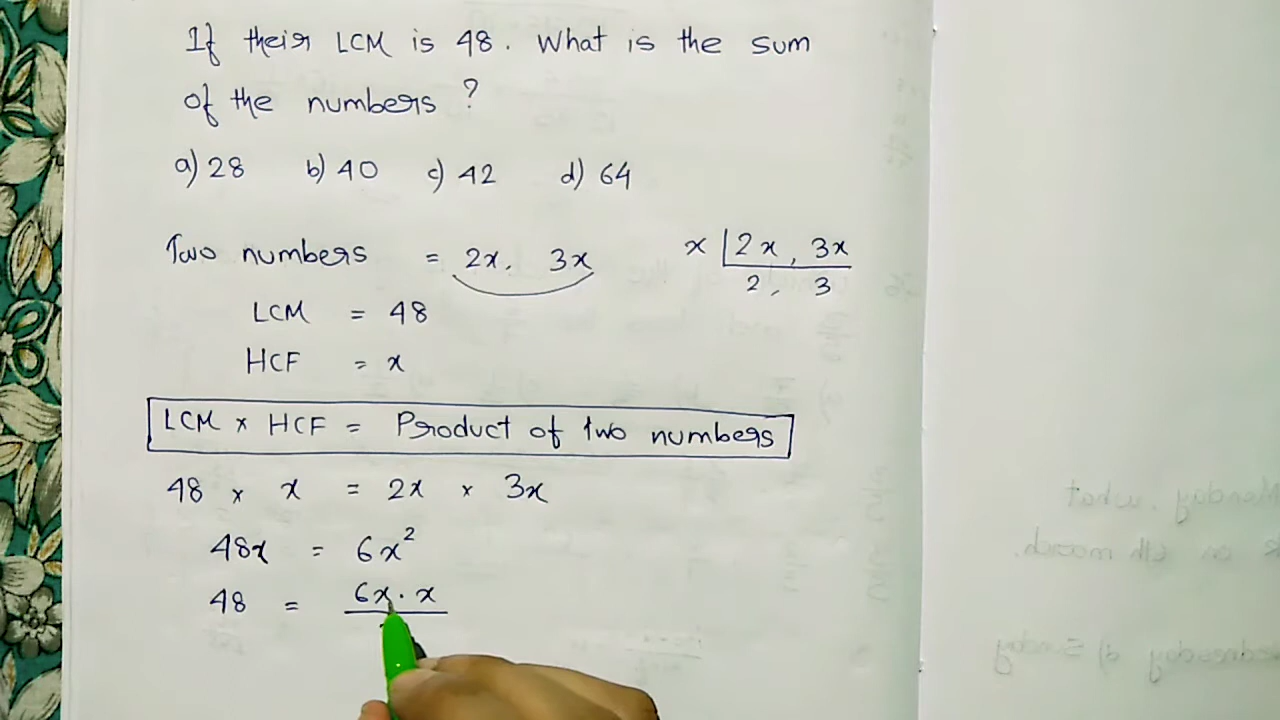 If their LCM is 48. What is the sum
of the numbers ?
a) 28 b) 40 c) 42 d) 64
Two numbers = 2x, 3x
x 2x, 3x
2, 3
LCM = 48
HCF = x
LCM × HCF = Product of two numbers
48 × x = 2x × 3x
48x = 6x²
48 = 6x · x